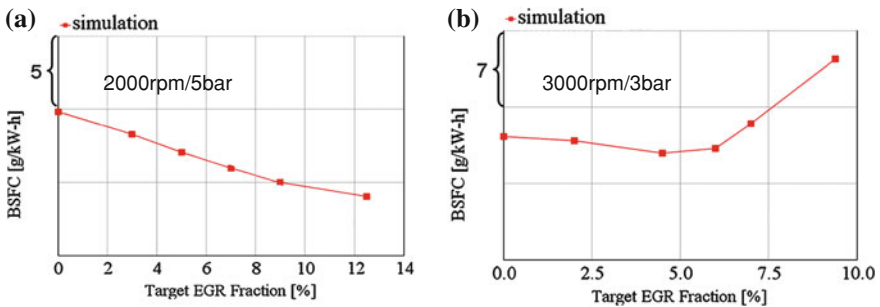 (a)
simulation
5
2000rpm/5bar
BSFC [g/kW-h]
0 2 4 6 8 10 12 14
Target EGR Fraction [%]
(b)
simulation
7
3000rpm/3bar
BSFC [g/kW-h]
0.0 2.5 5.0 7.5 10.0
Target EGR Fraction [%]